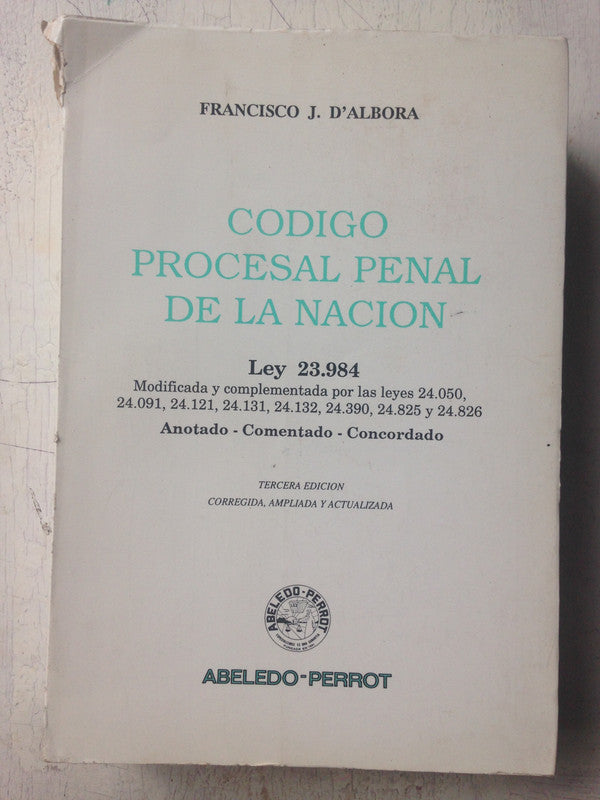 FRANCISCO J. D'ALBORA
CODIGO
PROCESAL PENAL
DE LA NACION
Ley 23.984
Modificada y complementada por las leyes 24.050,
24.091, 24.121, 24.131, 24.132, 24.390, 24.825 y 24.826
Anotado - Comentado - Concordado
TERCERA EDICION
CORREGIDA, AMPLIADA Y ACTUALIZADA
ABELEDO-PERROT
ABELEDO-PERROT